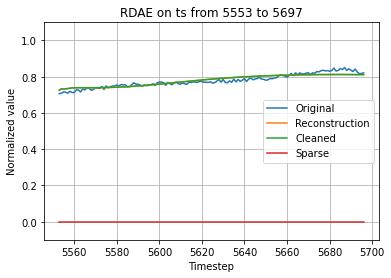 RDAE on ts from 5553 to 5697
1.0
0.8
0.6
0.4
0.2
0.0
Normalized value
Original
Reconstruction
Cleaned
Sparse
5560 5580 5600 5620 5640 5660 5680 5700
Timestep